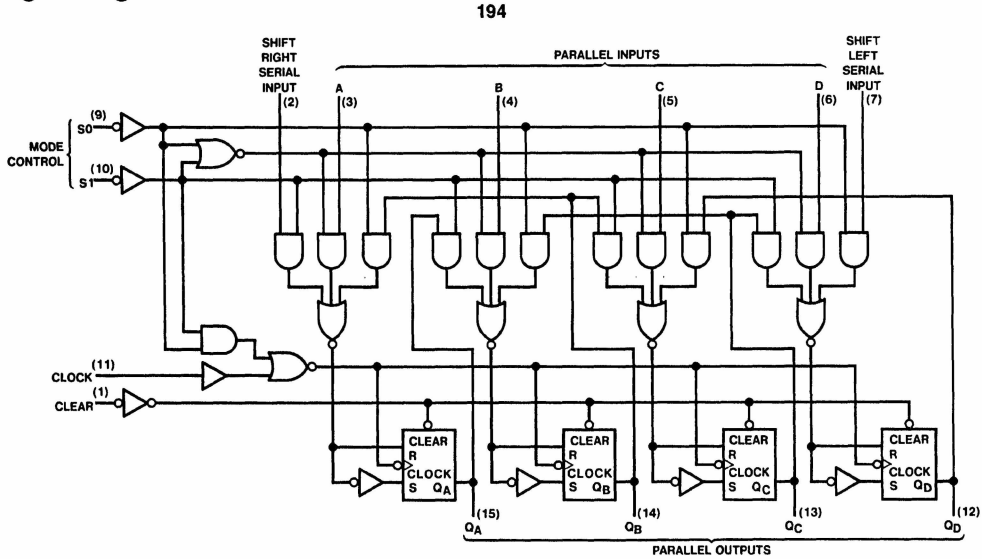 194
SHIFT
RIGHT
SERIAL
INPUT
(2)
PARALLEL INPUTS
A
(3)
B
(4)
C
(5)
D
(6)
SHIFT
LEFT
SERIAL
INPUT
(7)
MODE
CONTROL
(9)
S0
(10)
S1
(11)
CLOCK
(1)
CLEAR
CLEAR
R
CLOCK
S QA
CLEAR
R
CLOCK
S QB
CLEAR
R
CLOCK
S QC
CLEAR
R
CLOCK
S QD
(15)
QA
(14)
QB
(13)
QC
(12)
QD
PARALLEL OUTPUTS